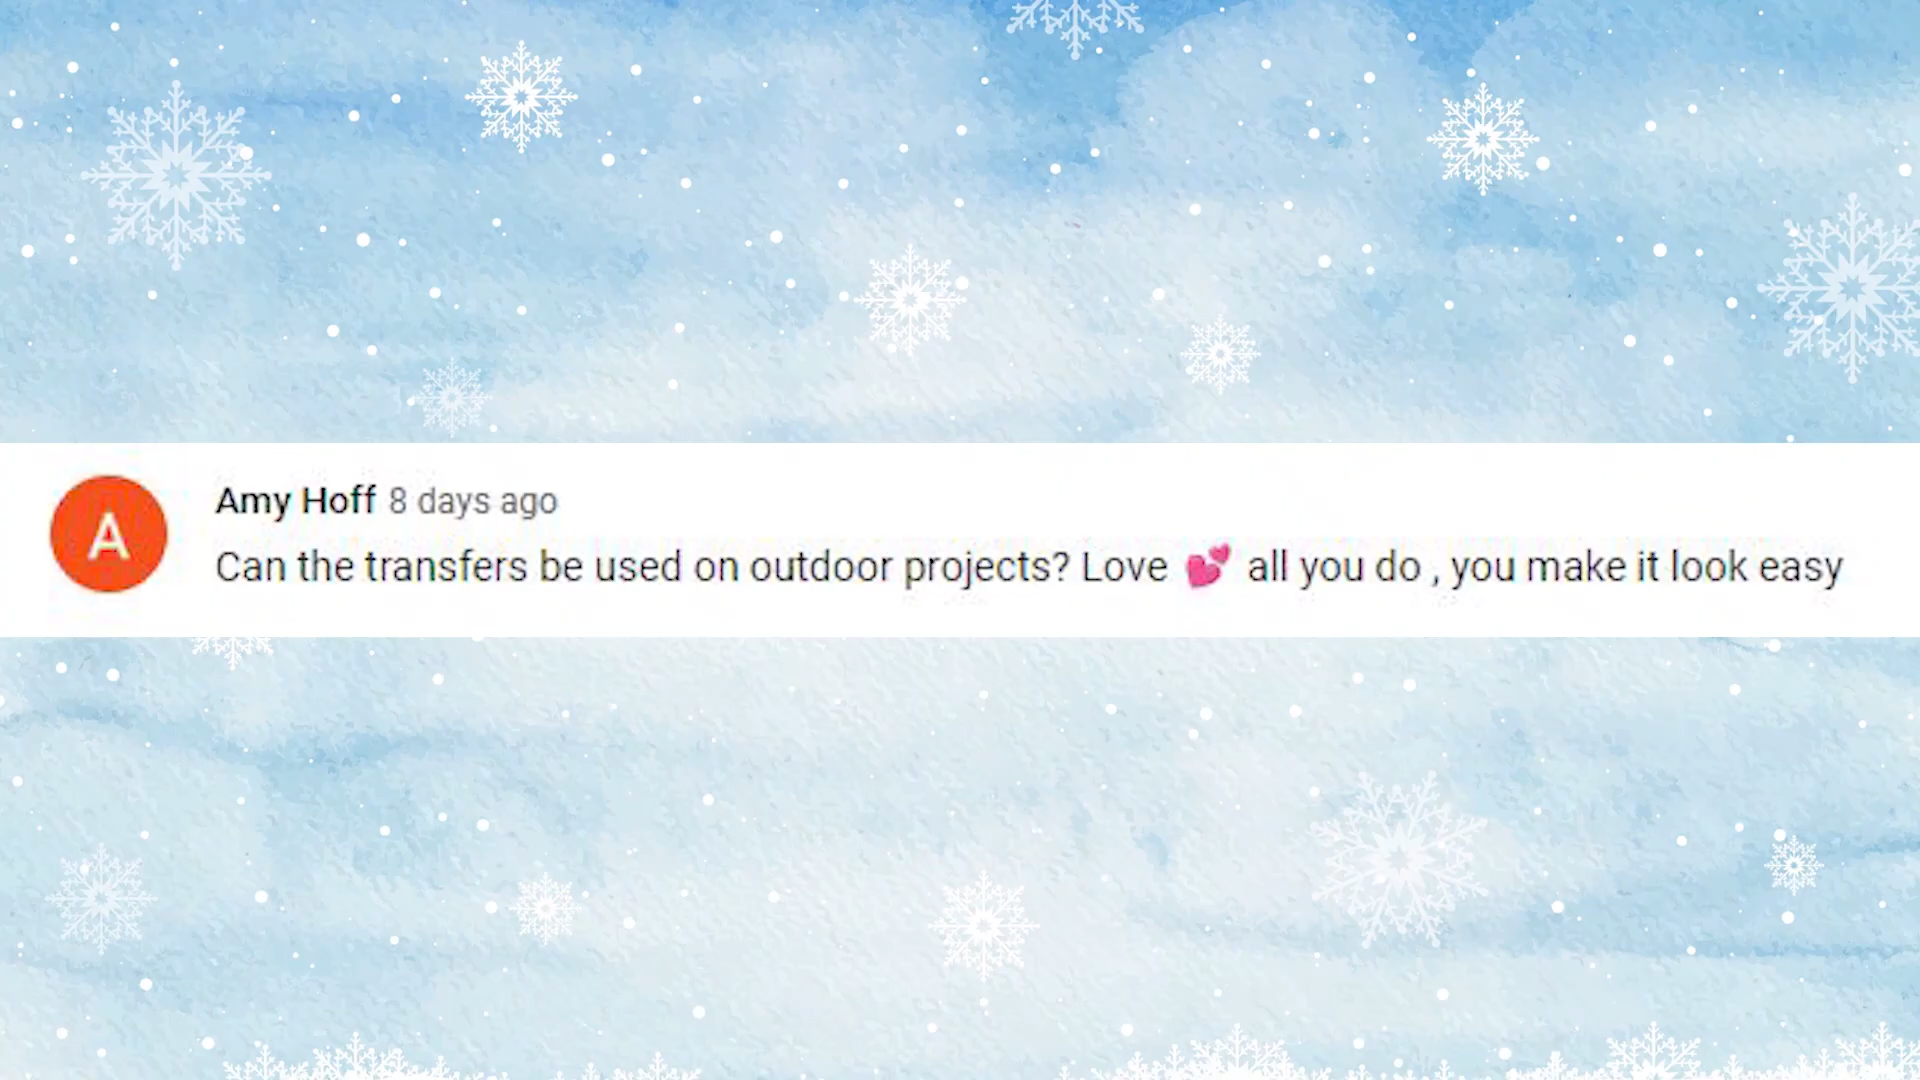 A
Amy Hoff 8 days ago
Can the transfers be used on outdoor projects? Love 💕 all you do , you make it look easy